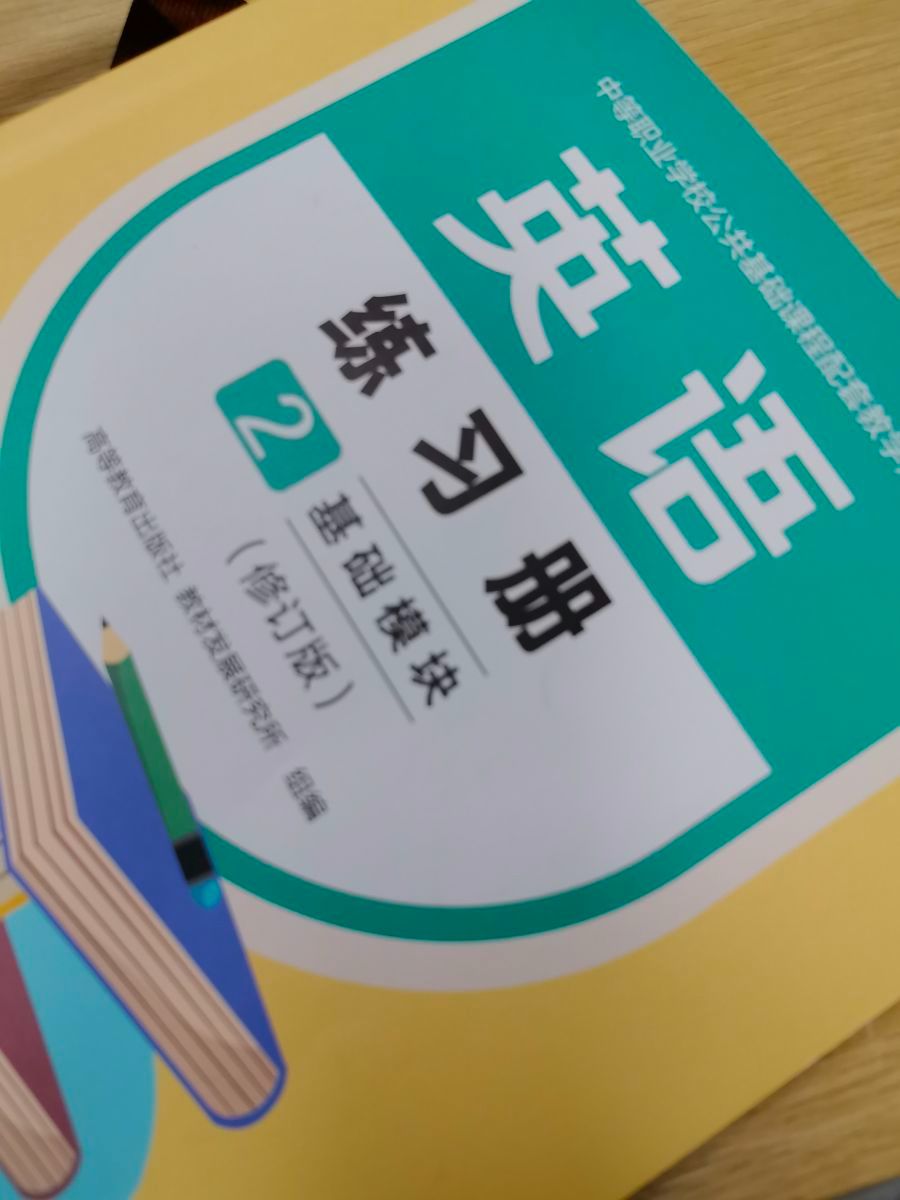 中等职业学校公共基础课程配套教学
英语
练习册
2 基础模块
（修订版）
高等教育出版社 教材发展研究所 组编